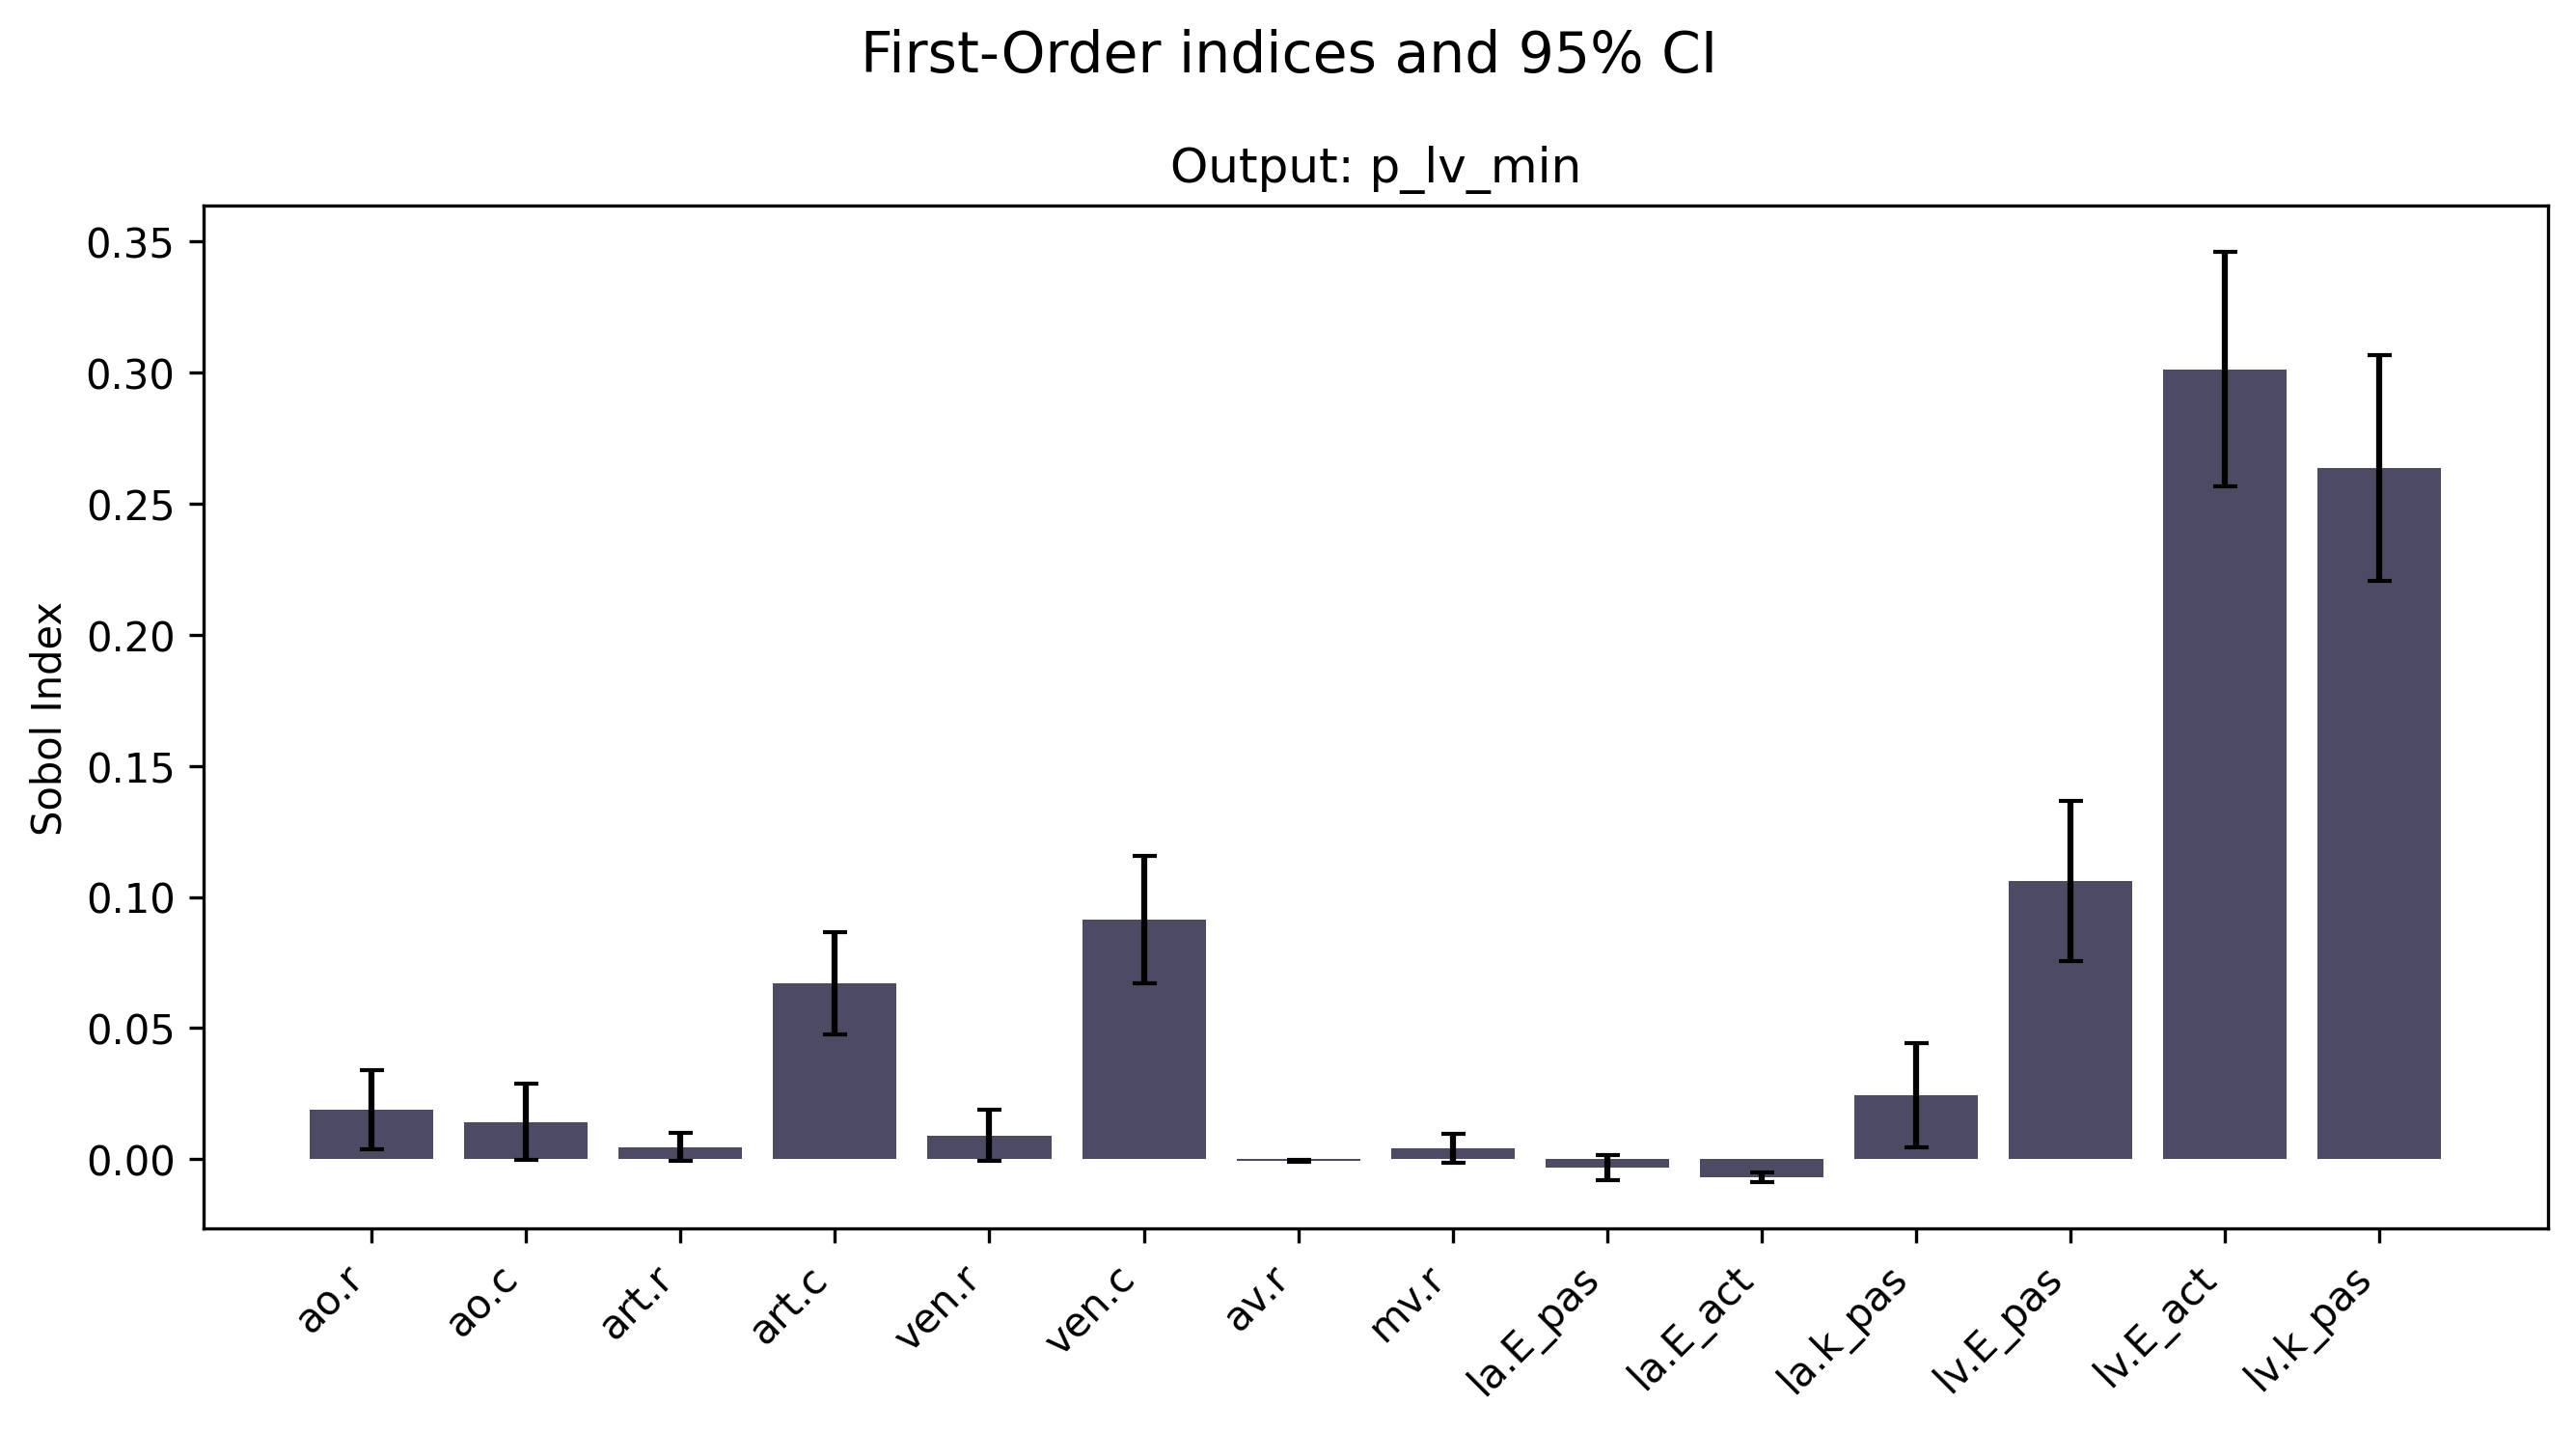 First-Order indices and 95% CI
Output: p_lv_min
Sobol Index
0.35
0.30
0.25
0.20
0.15
0.10
0.05
0.00
ao.r
ao.c
art.r
art.c
ven.r
ven.c
av.r
mv.r
la.E_pas
la.E_act
la.k_pas
lv.E_pas
lv.E_act
lv.k_pas